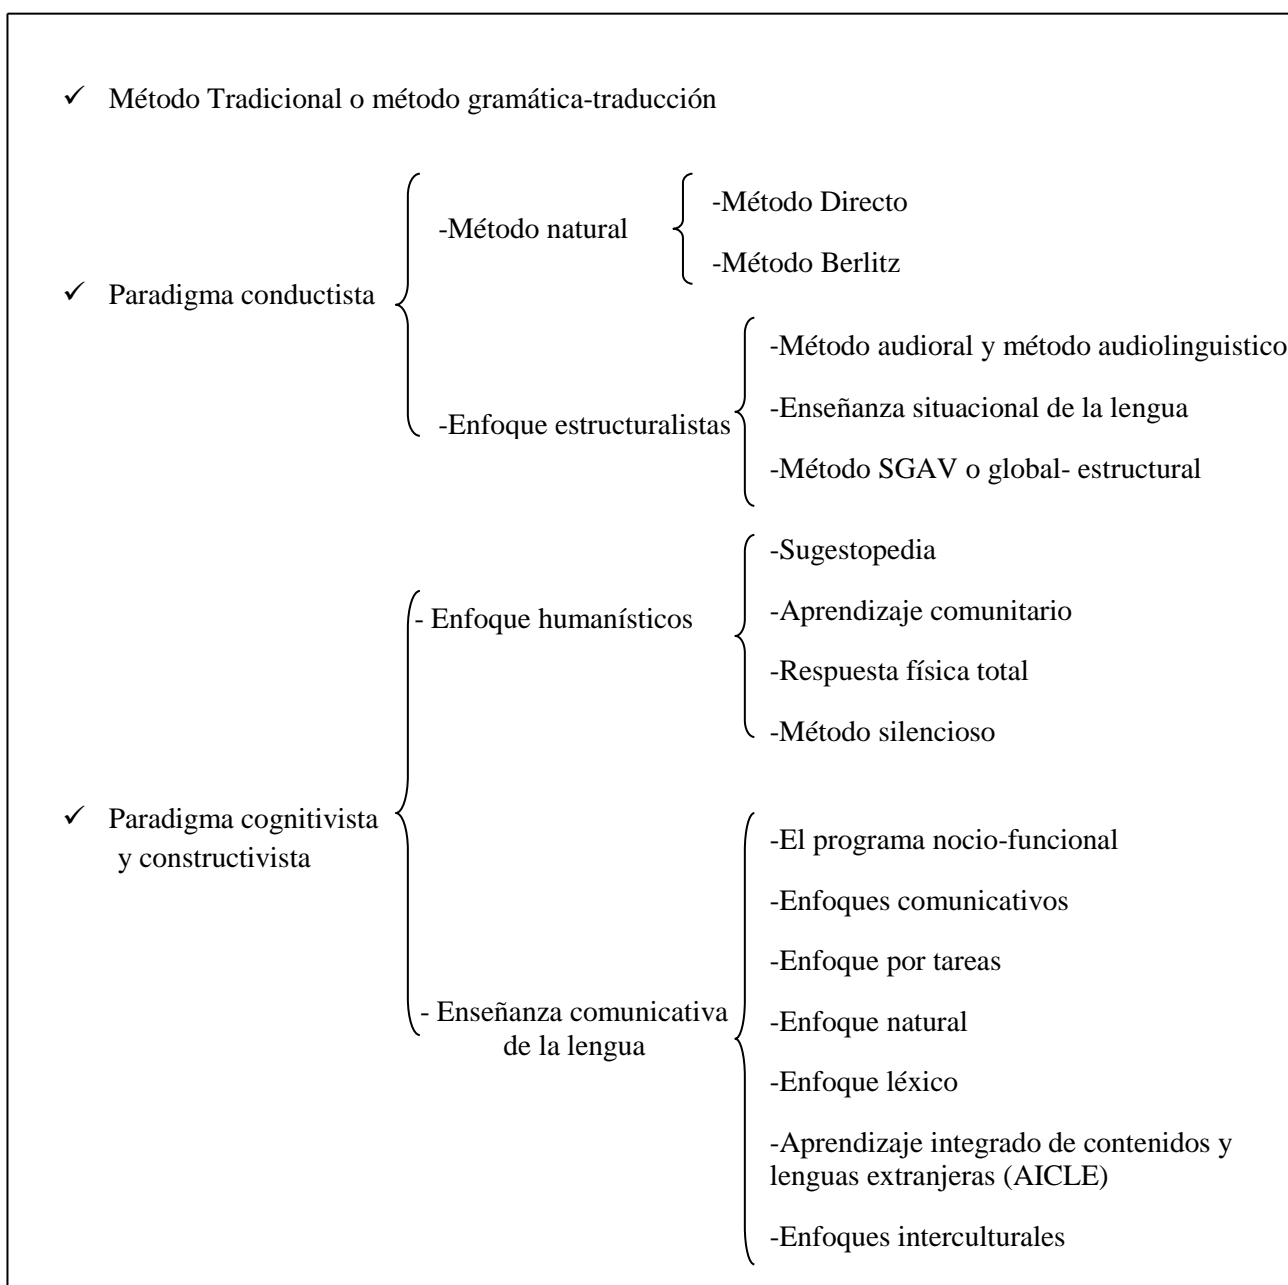 ✓ Método Tradicional o método gramática-traducción
✓ Paradigma conductista
-Método natural
-Método Directo
-Método Berlitz
-Enfoque estructuralistas
-Método audioral y método audiolinguistico
-Enseñanza situacional de la lengua
-Método SGAV o global- estructural
✓ Paradigma cognitivista
y constructivista
- Enfoque humanísticos
-Sugestopedia
-Aprendizaje comunitario
-Respuesta física total
-Método silencioso
- Enseñanza comunicativa
de la lengua
-El programa nocio-funcional
-Enfoques comunicativos
-Enfoque por tareas
-Enfoque natural
-Enfoque léxico
-Aprendizaje integrado de contenidos y
lenguas extranjeras (AICLE)
-Enfoques interculturales